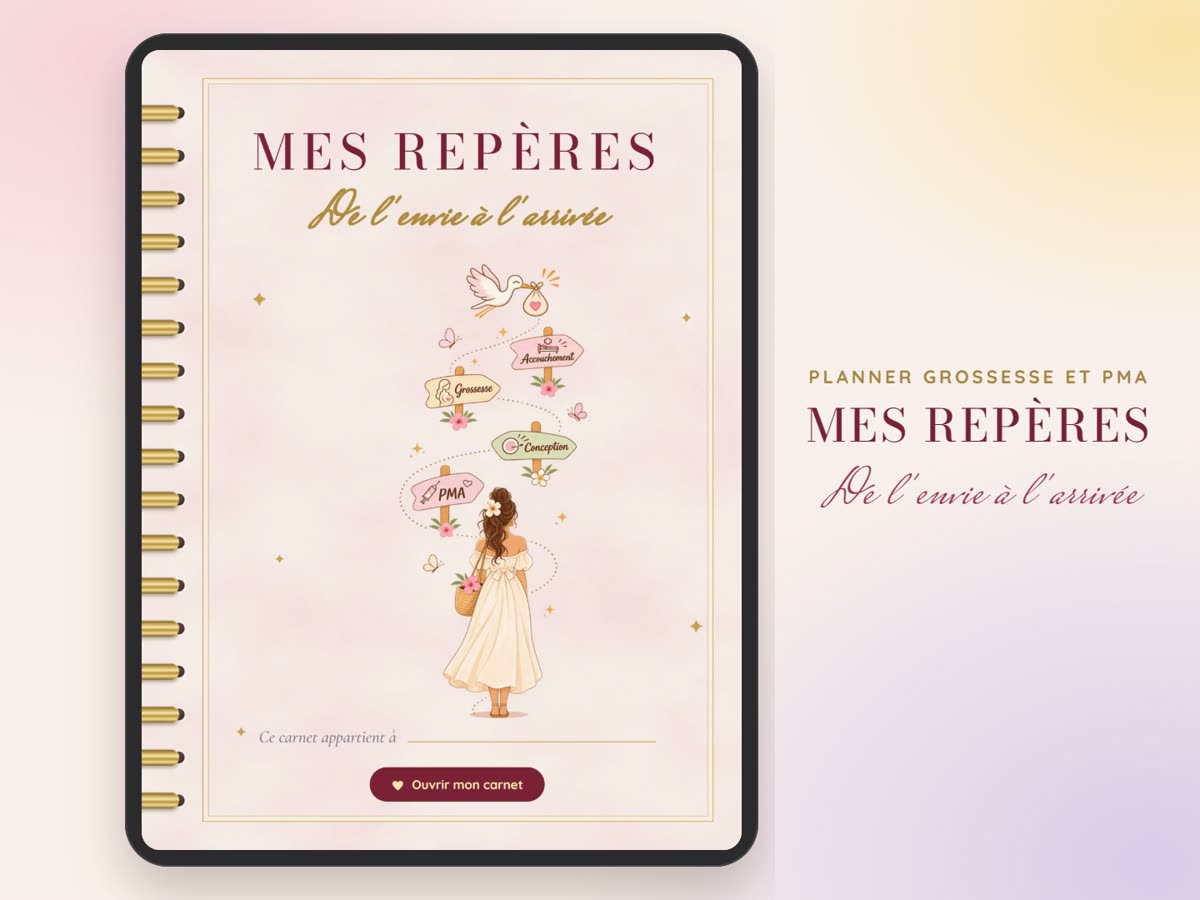 MES REPÈRES
De l'envie à l'arrivée
Accouchement
Grossesse
Conception
PMA
Ce carnet appartient à
Ouvrir mon carnet
PLANNER GROSSESSE ET PMA
MES REPÈRES
De l'envie à l'arrivée